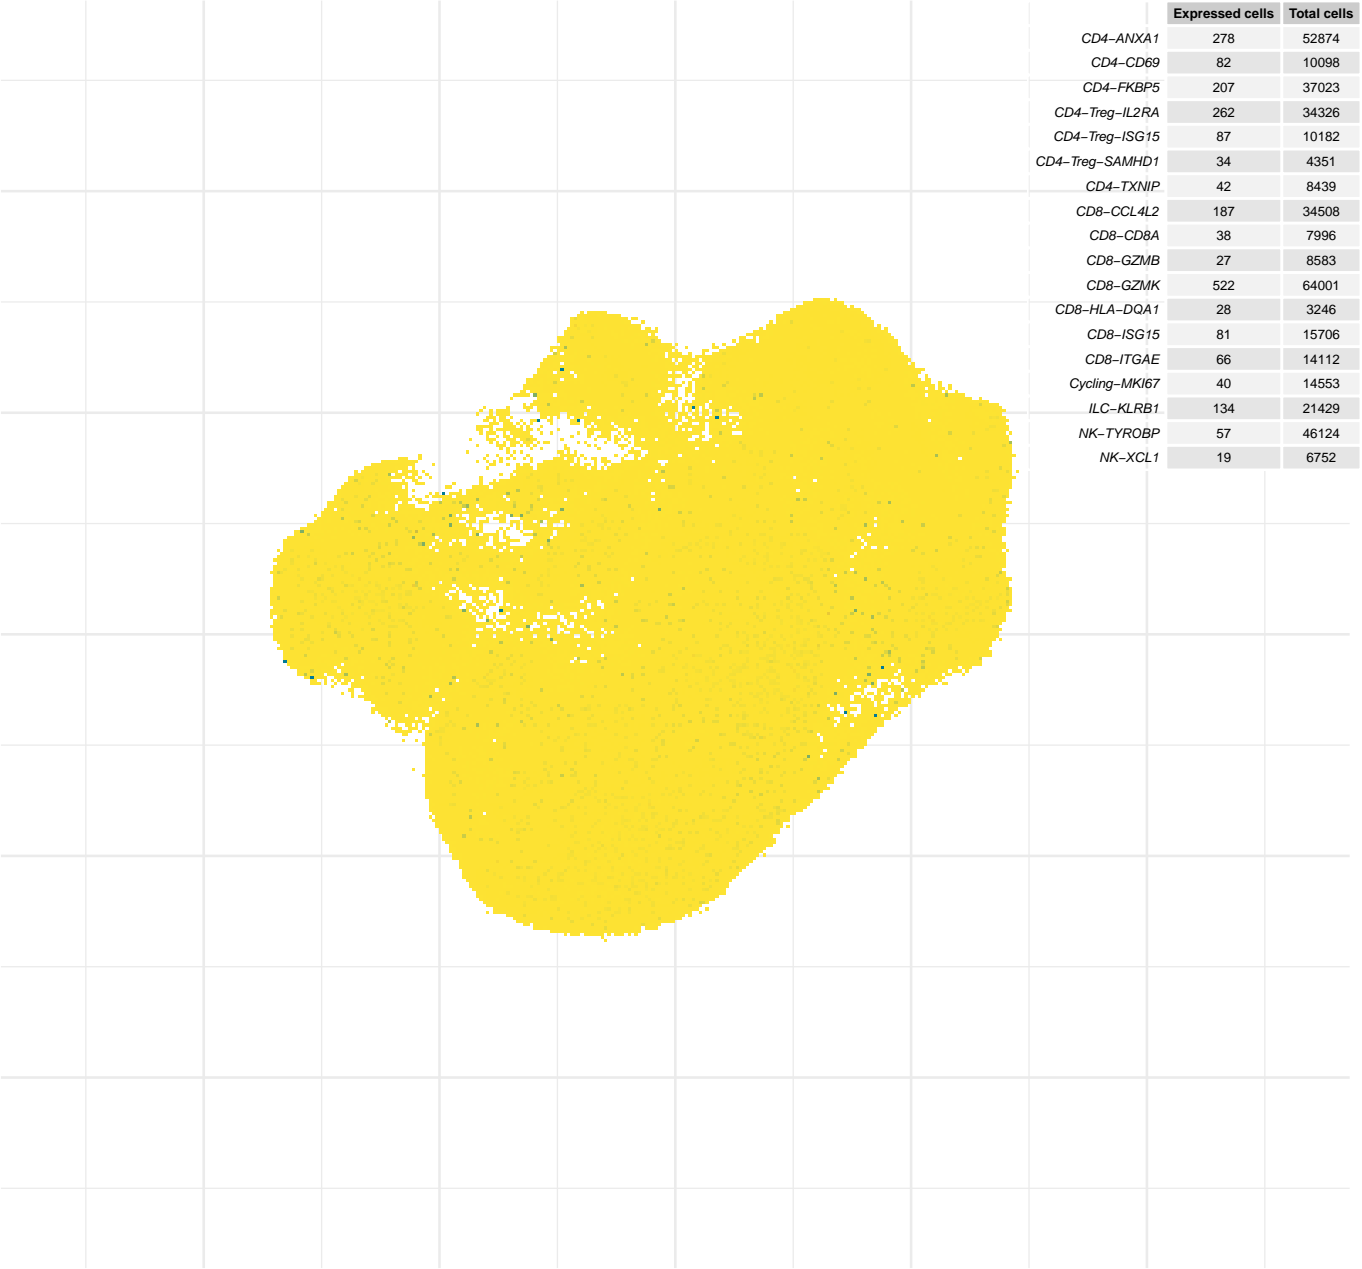 Expressed cells Total cells
CD4−ANXA1 278 52874
CD4−CD69 82 10098
CD4−FKBP5 207 37023
CD4−Treg−IL2RA 262 34326
CD4−Treg−ISG15 87 10182
CD4−Treg−SAMHD1 34 4351
CD4−TXNIP 42 8439
CD8−CCL4L2 187 34508
CD8−CD8A 38 7996
CD8−GZMB 27 8583
CD8−GZMK 522 64001
CD8−HLA−DQA1 28 3246
CD8−ISG15 81 15706
CD8−ITGAE 66 14112
Cycling−MKI67 40 14553
ILC−KLRB1 134 21429
NK−TYROBP 57 46124
NK−XCL1 19 6752